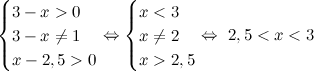 3 − x > 0
3 − x ≠ 1
x − 2,5 > 0
⇔
x < 3
x ≠ 2
x > 2,5
⇔ 2,5 < x < 3